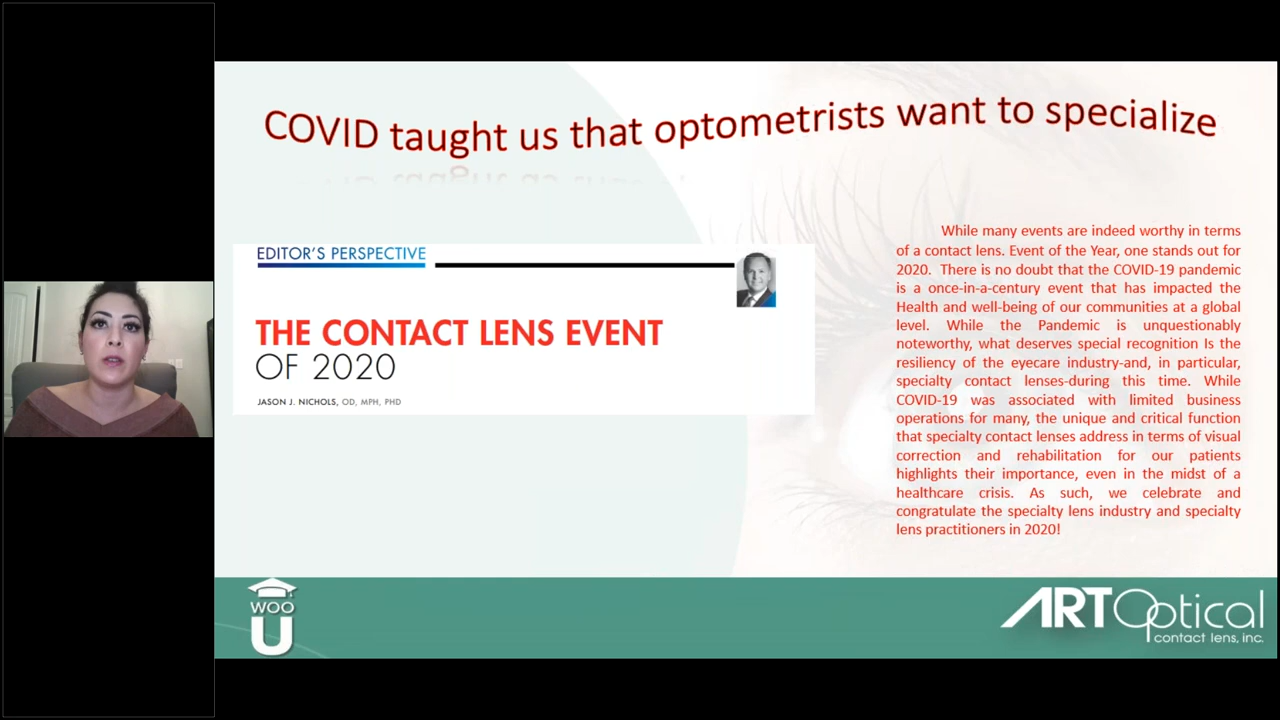 COVID taught us that optometrists want to specialize
EDITOR'S PERSPECTIVE
THE CONTACT LENS EVENT
OF 2020
JASON J. NICHOLS, OD, MPH, PHD
While many events are indeed worthy in terms
of a contact lens. Event of the Year, one stands out for
2020. There is no doubt that the COVID-19 pandemic
is a once-in-a-century event that has impacted the
Health and well-being of our communities at a global
level. While the Pandemic is unquestionably
noteworthy, what deserves special recognition Is the
resiliency of the eyecare industry-and, in particular,
specialty contact lenses-during this time. While
COVID-19 was associated with limited business
operations for many, the unique and critical function
that specialty contact lenses address in terms of visual
correction and rehabilitation for our patients
highlights their importance, even in the midst of a
healthcare crisis. As such, we celebrate and
congratulate the specialty lens industry and specialty
lens practitioners in 2020!
WOO
U
ART Optical
contact lens, inc.